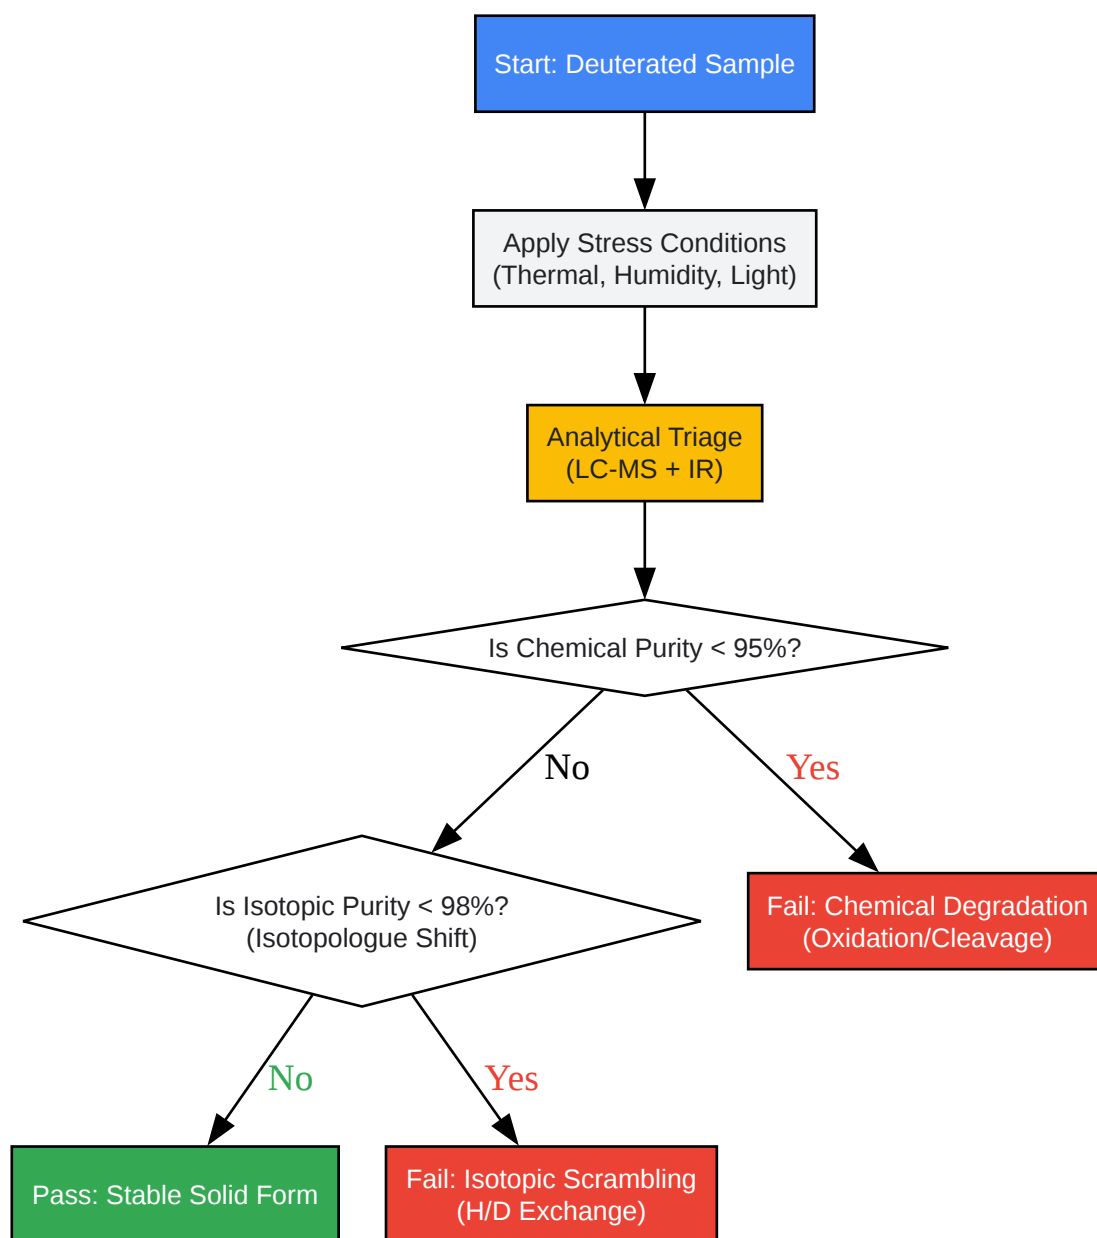 Start: Deuterated Sample
Apply Stress Conditions
(Thermal, Humidity, Light)
Analytical Triage
(LC-MS + IR)
Is Chemical Purity < 95%?
No
Yes
Is Isotopic Purity < 98%?
(Isotopologue Shift)
Fail: Chemical Degradation
(Oxidation/Cleavage)
No
Yes
Pass: Stable Solid Form
Fail: Isotopic Scrambling
(H/D Exchange)